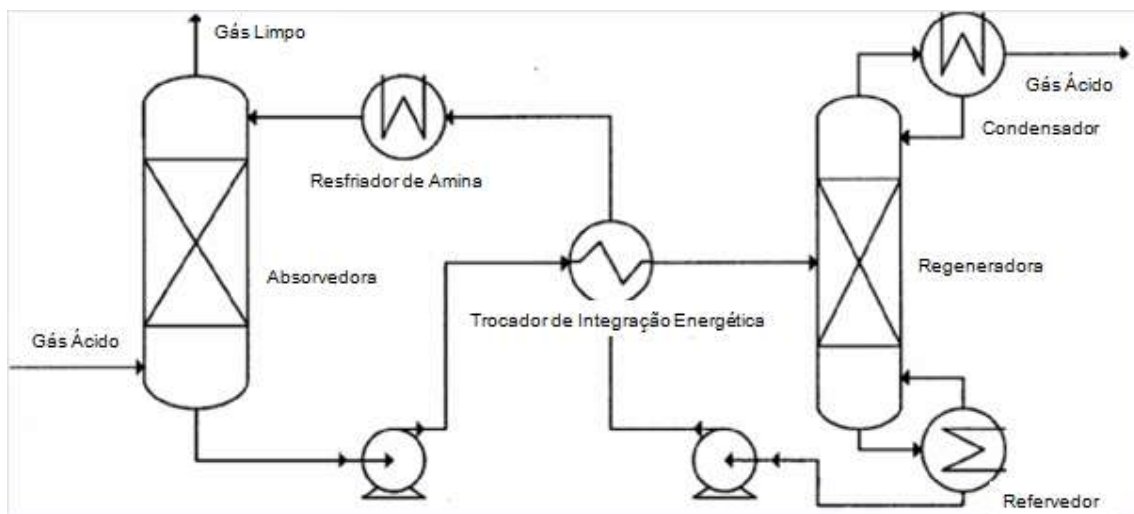 Gás Limpo
Gás Ácido
Condensador
Resfriador de Amina
Absorvedora
Regeneradora
Trocador de Integração Energética
Gás Ácido
Refervedor